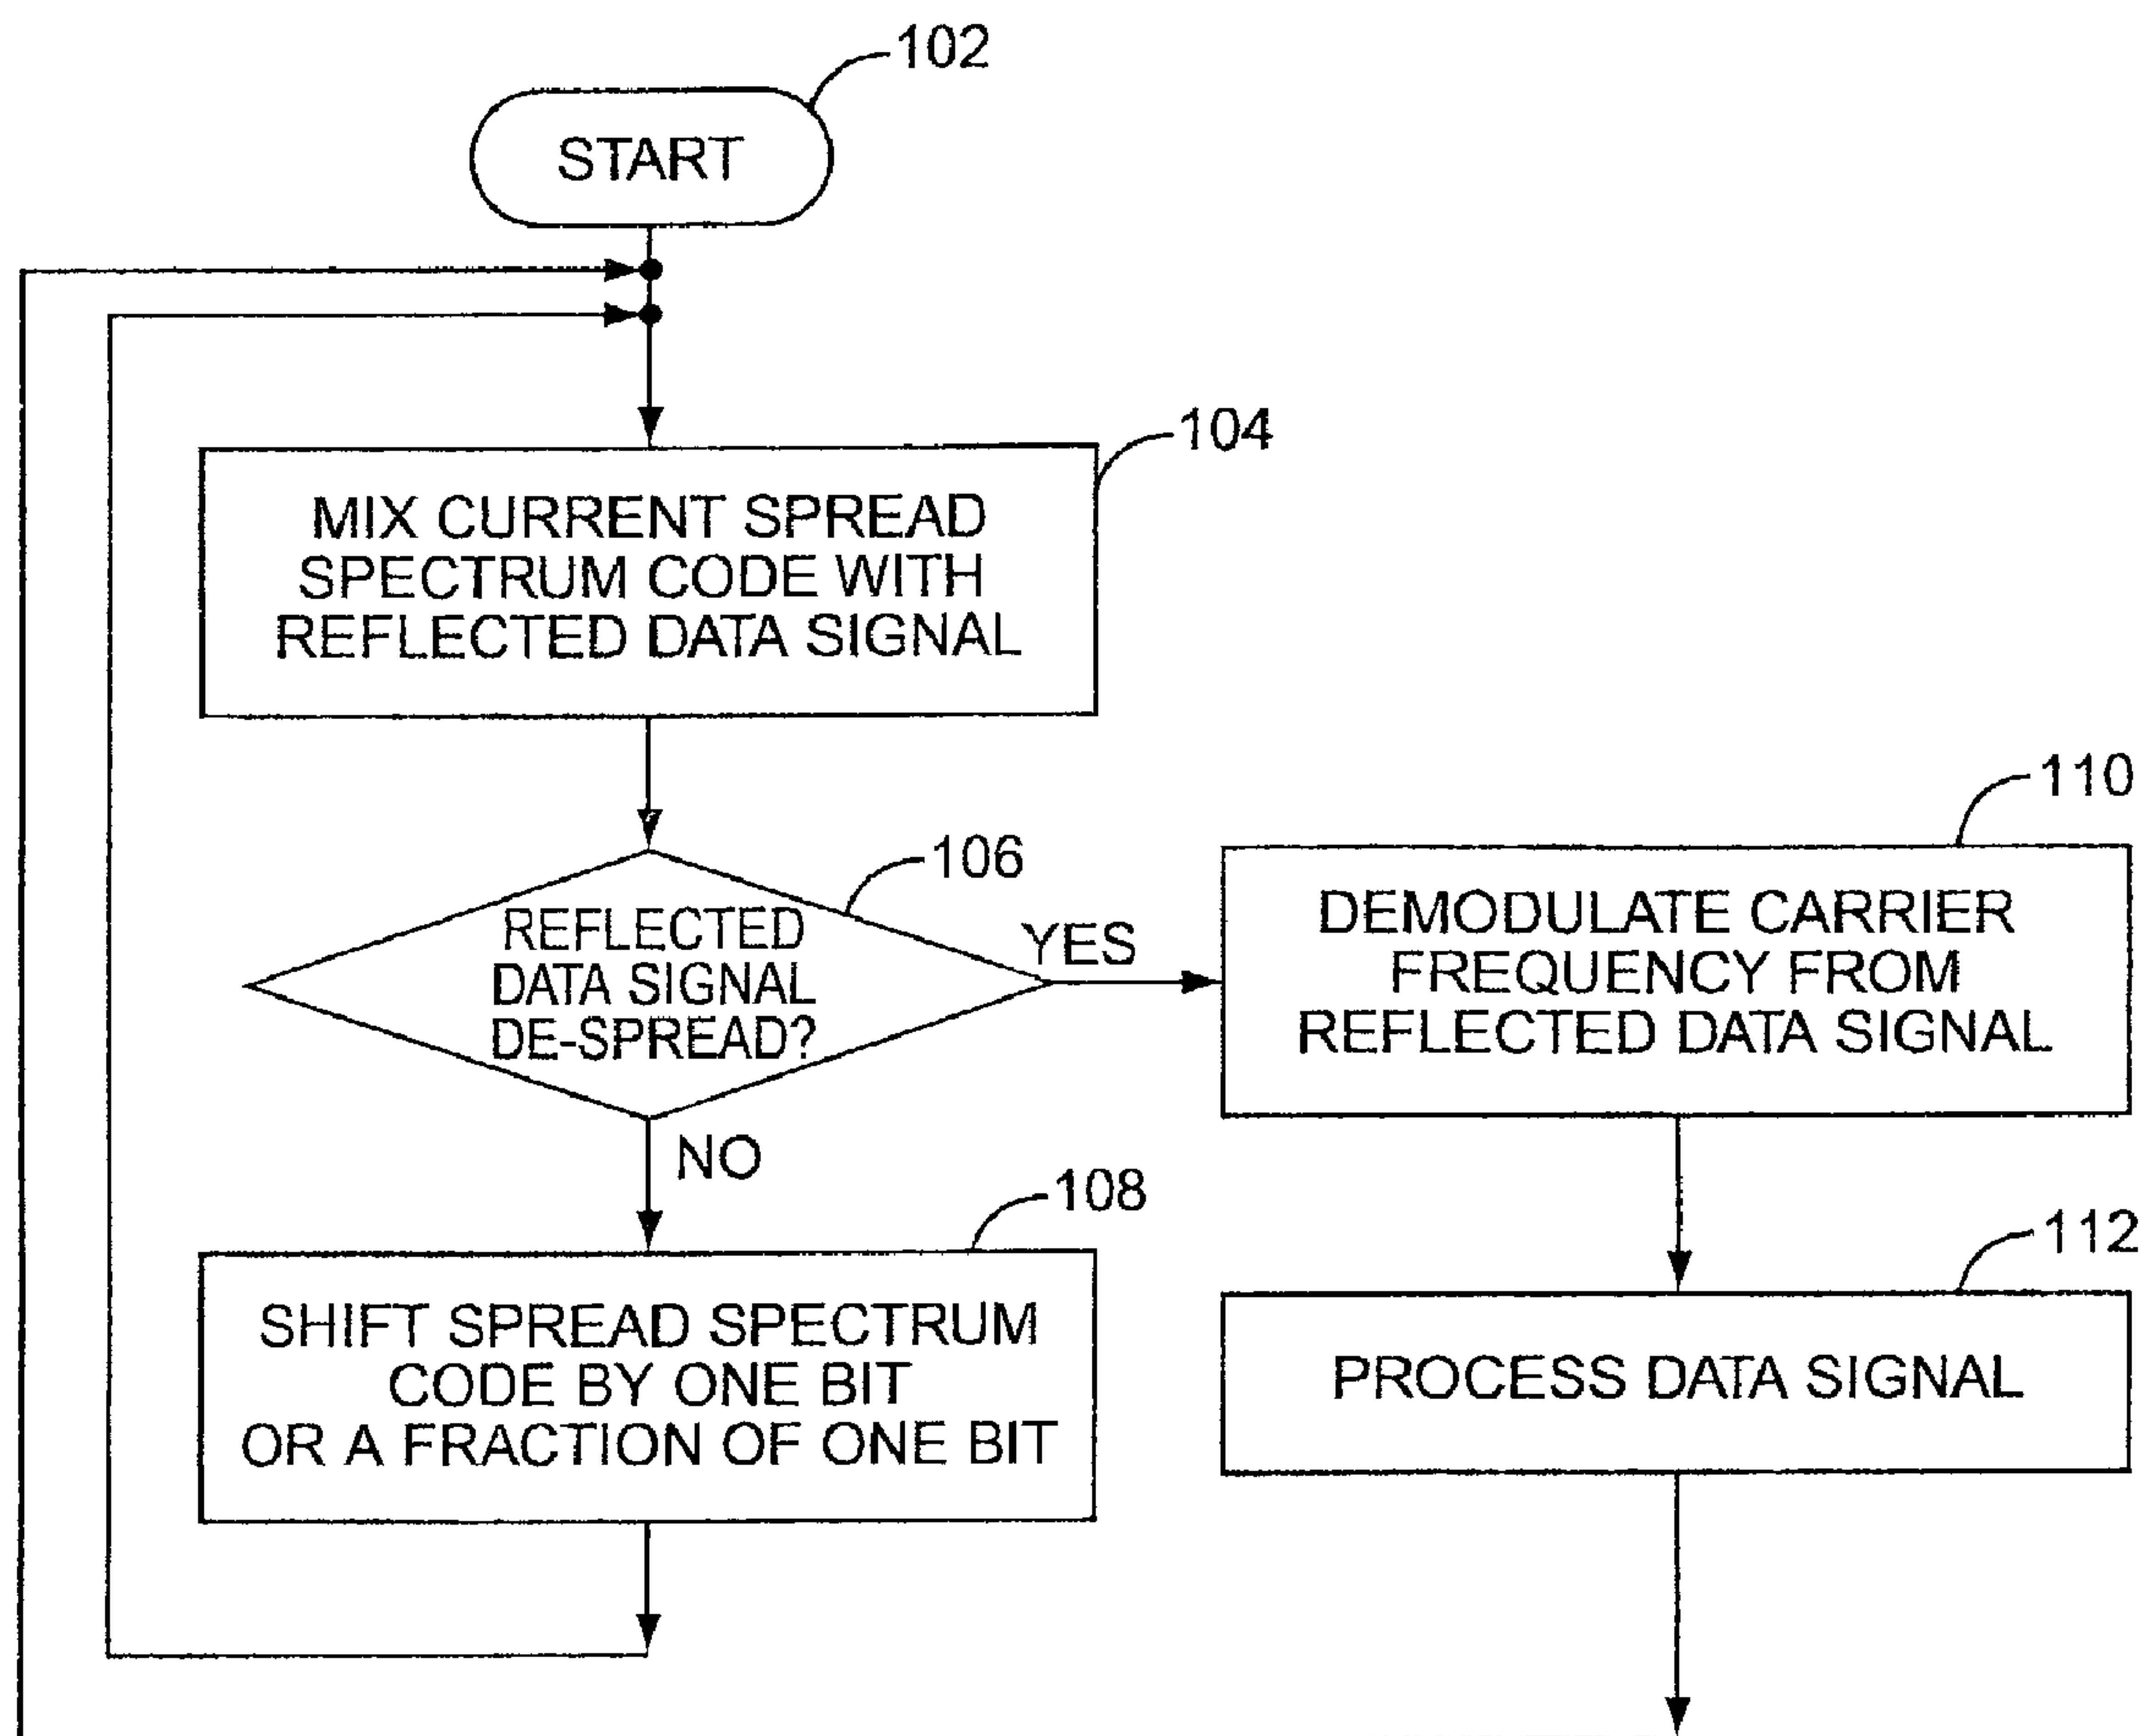 102
START
104
MIX CURRENT SPREAD
SPECTRUM CODE WITH
REFLECTED DATA SIGNAL
106
REFLECTED
DATA SIGNAL
DE-SPREAD?
YES
NO
110
DEMODULATE CARRIER
FREQUENCY FROM
REFLECTED DATA SIGNAL
108
SHIFT SPREAD SPECTRUM
CODE BY ONE BIT
OR A FRACTION OF ONE BIT
112
PROCESS DATA SIGNAL